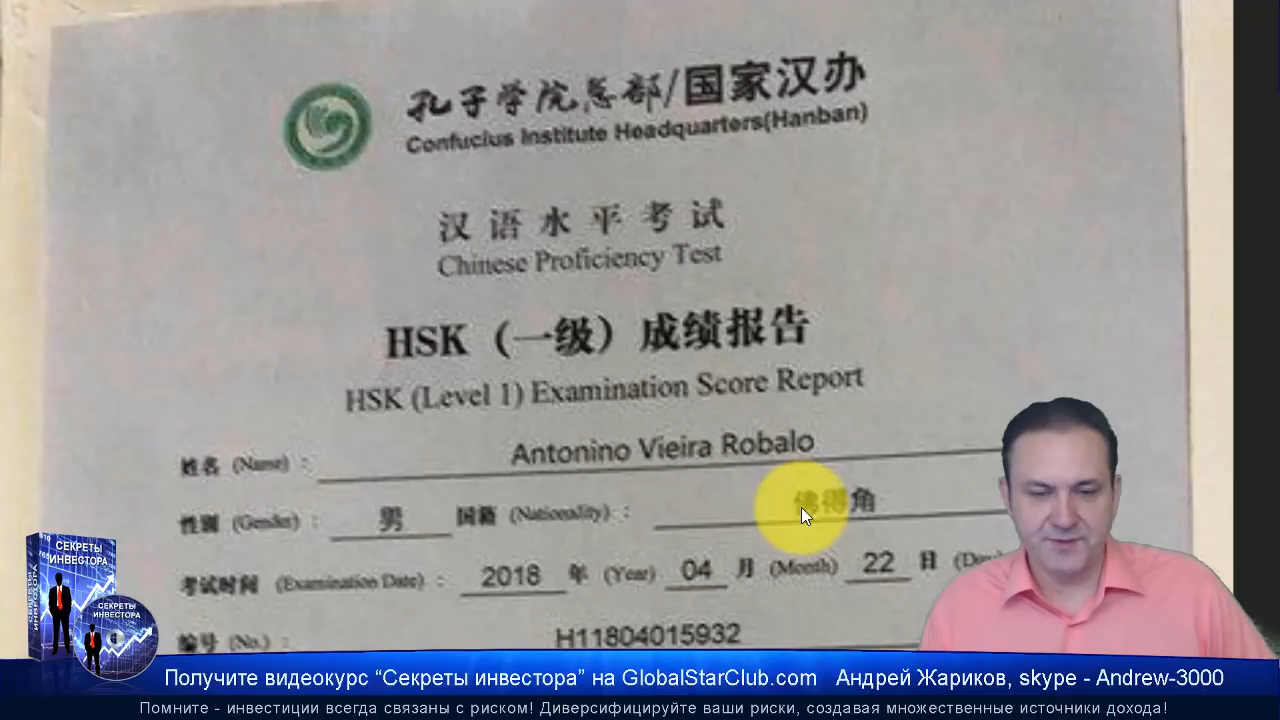 孔子学院总部/国家汉办
Confucius Institute Headquarters(Hanban)
汉语水平考试
Chinese Proficiency Test
HSK（一级）成绩报告
HSK (Level 1) Examination Score Report
姓名 (Name) : Antonino Vieira Robalo
性别 (Gender) : 男 国籍 (Nationality) : 佛得角
考试时间 (Examination Date) : 2018 年 (Year) 04 月 (Month) 22 日
编号 (No.) : H11804015932
СЕКРЕТЫ ИНВЕСТОРА
СЕКРЕТЫ ИНВЕСТОРА
Получите видеокурс “Секреты инвестора” на GlobalStarClub.com Андрей Жариков, skype - Andrew-3000
Помните - инвестиции всегда связаны с риском! Диверсифицируйте ваши риски, создавая множественные источники дохода!